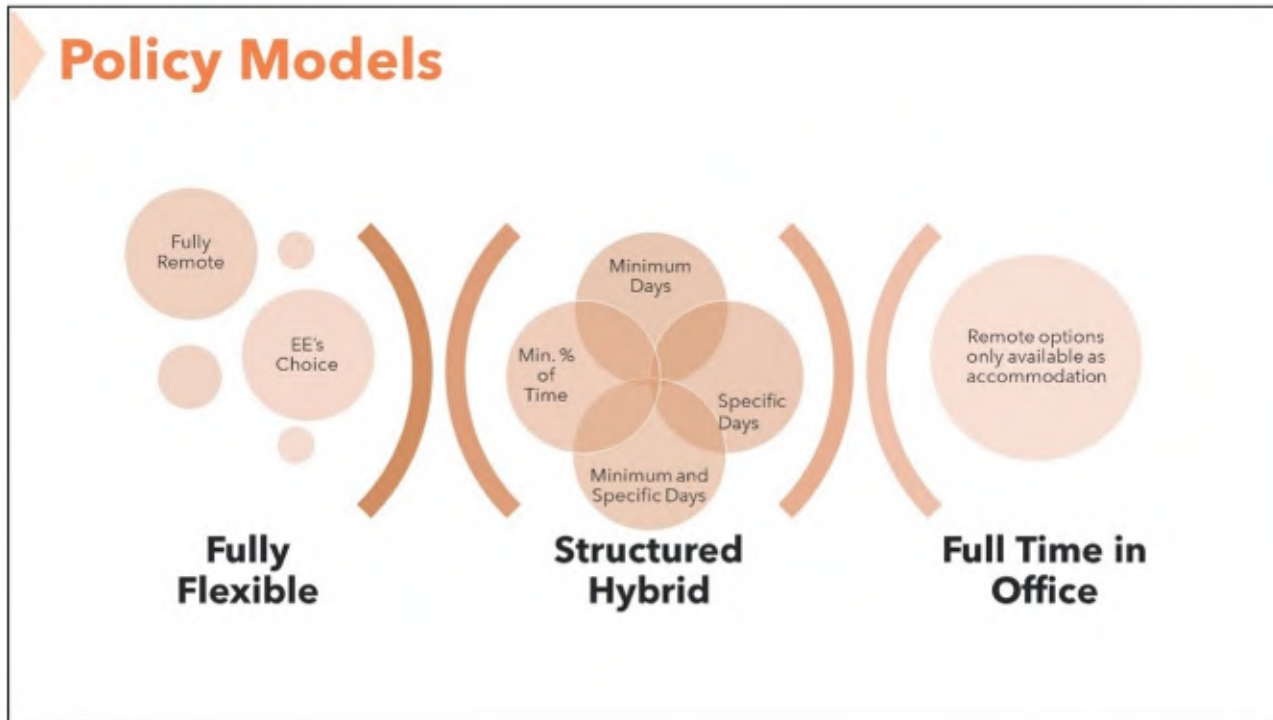 Policy Models
Fully
Remote
EE's
Choice
Fully
Flexible
Minimum
Days
Min. %
of
Time
Specific
Days
Minimum and
Specific Days
Structured
Hybrid
Remote options
only available as
accommodation
Full Time in
Office